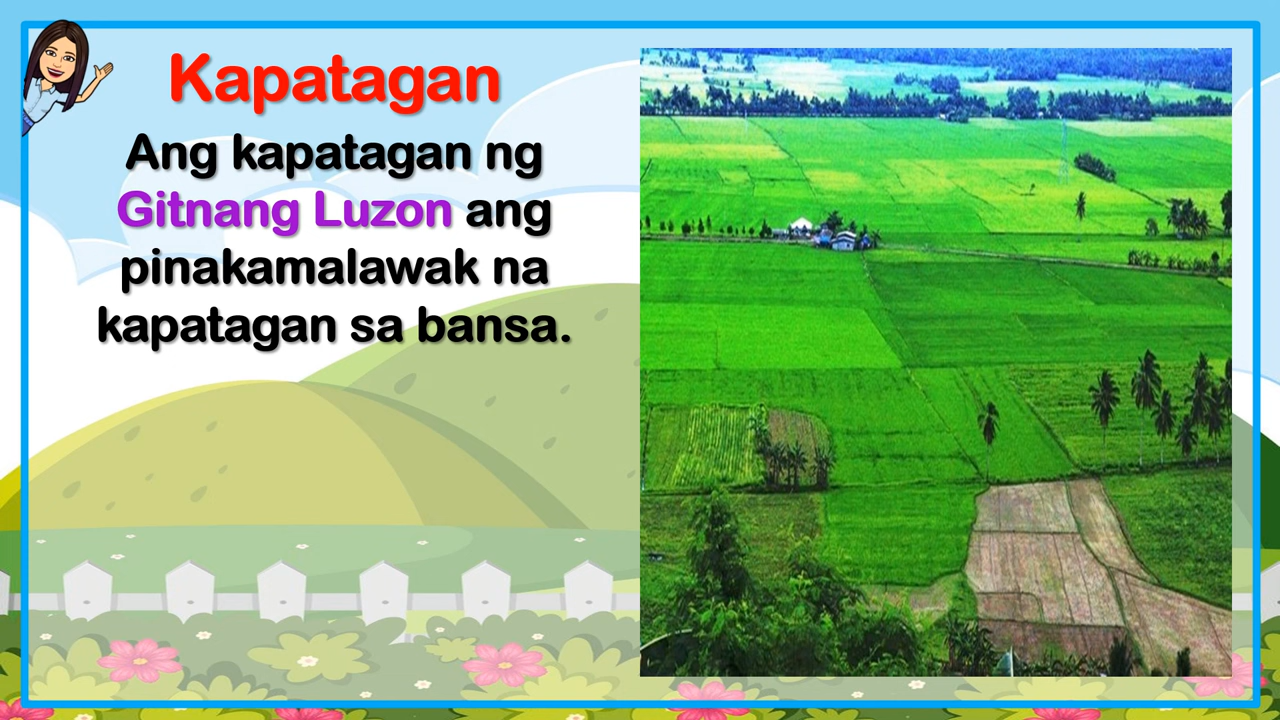 Kapatagan
Ang kapatagan ng
Gitnang Luzon ang
pinakamalawak na
kapatagan sa bansa.